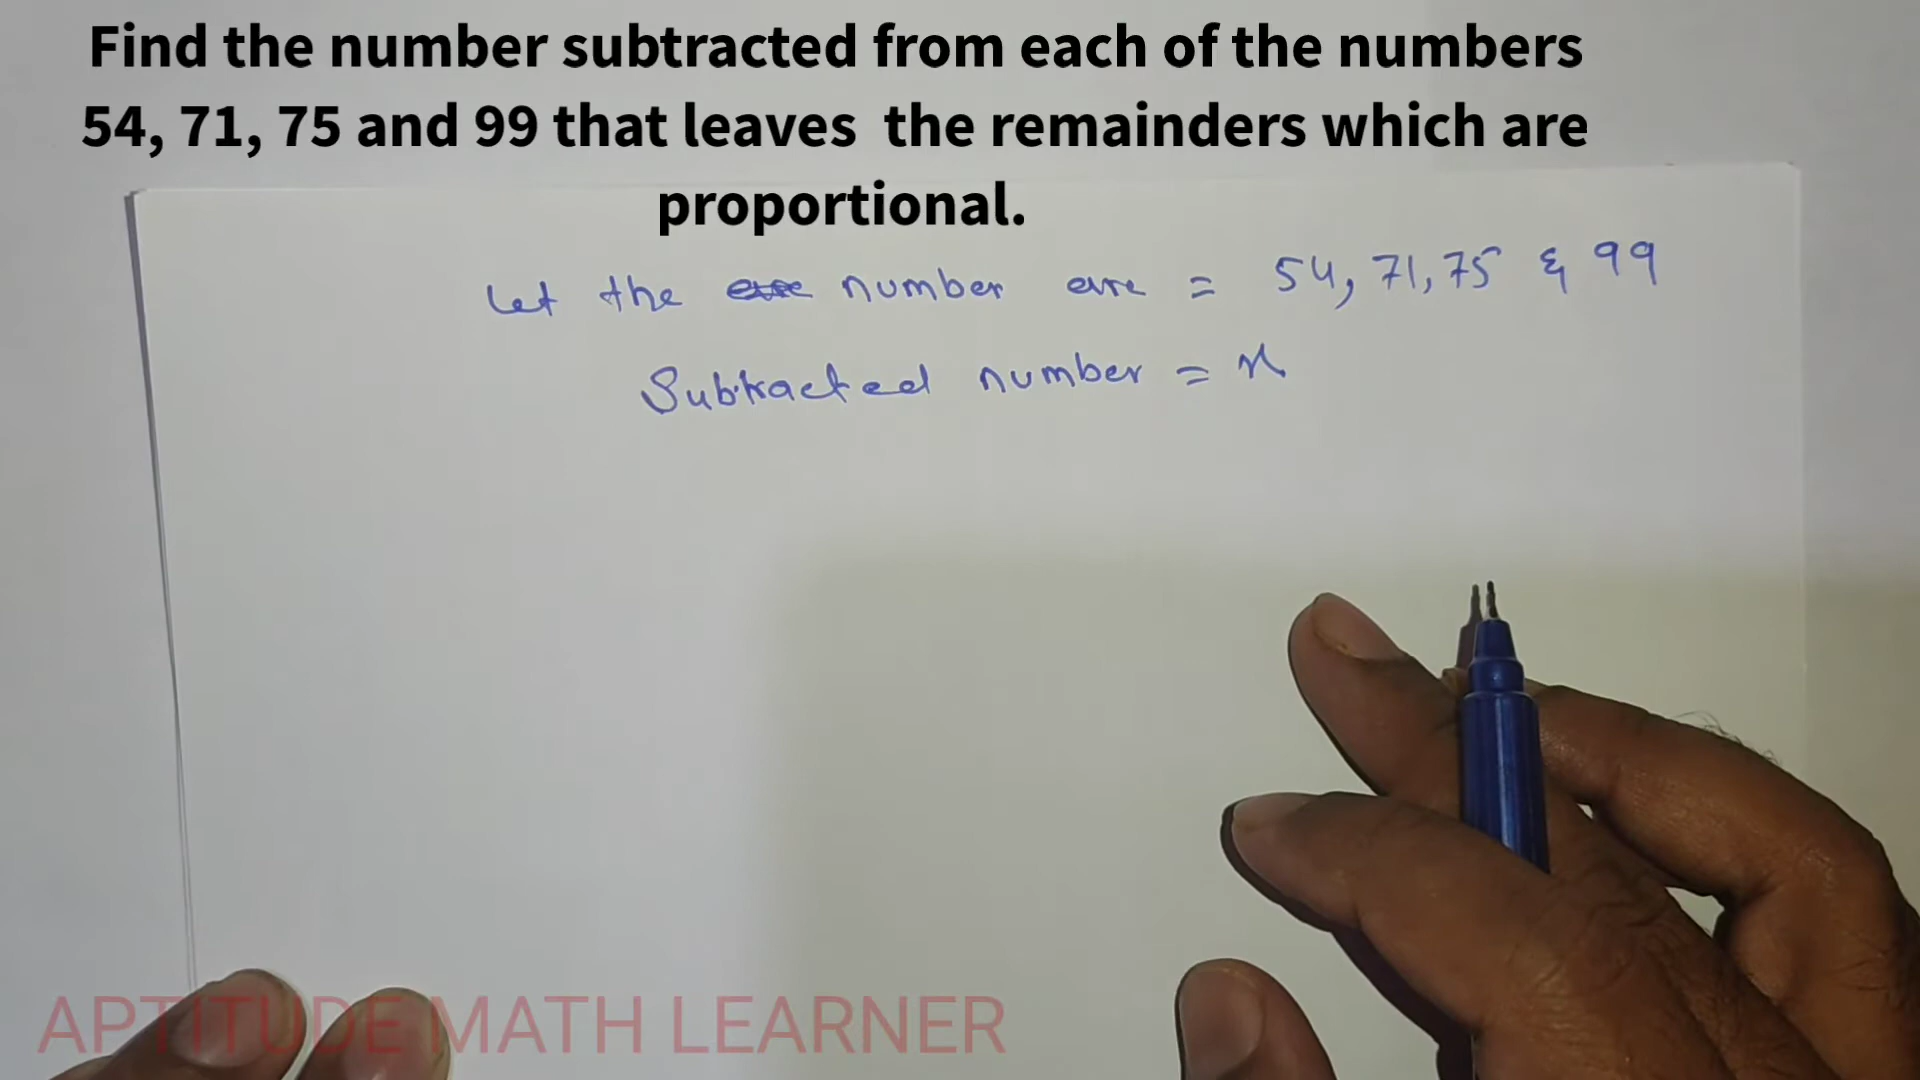 Find the number subtracted from each of the numbers
54, 71, 75 and 99 that leaves the remainders which are
proportional.
Let the number are = 54, 71, 75 & 99
Subtracted number = x
APTITUDE MATH LEARNER